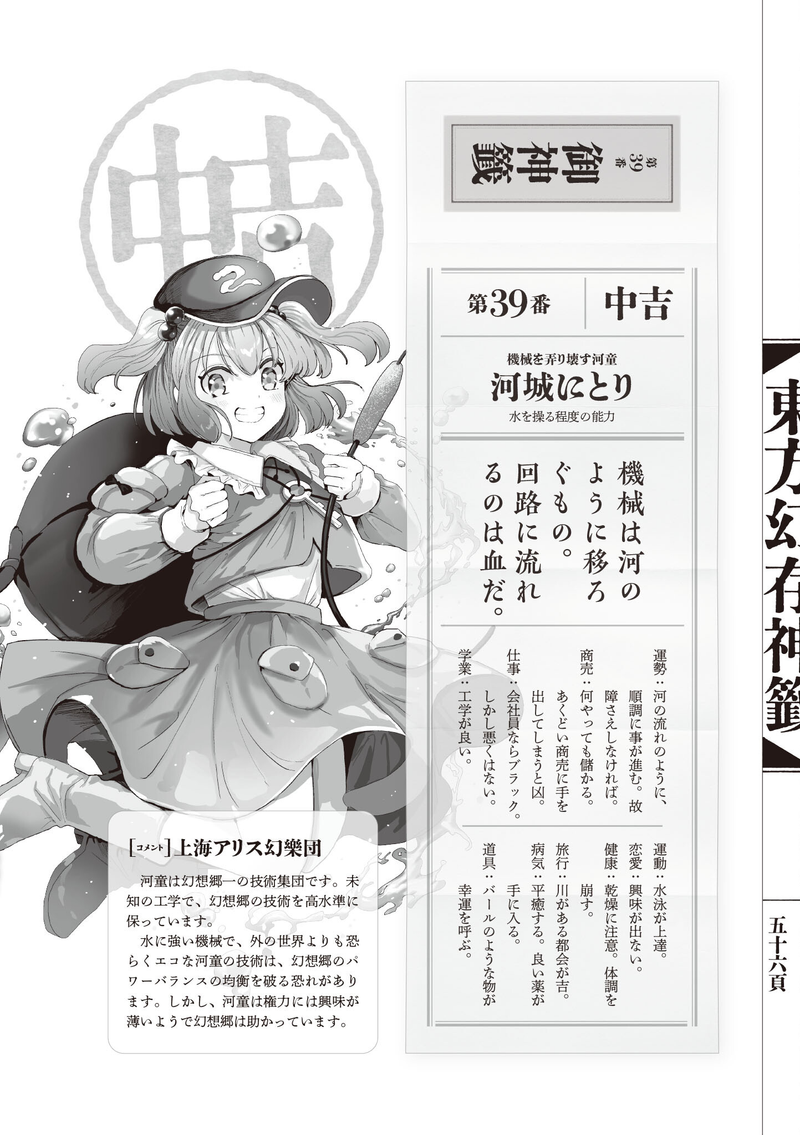 東方幻存神籤
五十六頁
中吉
第39番
御神籤
第39番
中吉
機械を弄り壊す河童
河城にとり
水を操る程度の能力
機械は河の
ように移ろ
ぐもの。
回路に流れ
るのは血だ。
運勢：河の流れのように、
順調に事が進む。故
障さえしなければ。
商売：何やっても儲かる。
あくどい商売に手を
出してしまうと凶。
仕事：会社員ならブラック。
しかし悪くはない。
学業：工学が良い。
運動：水泳が上達。
恋愛：興味が出ない。
健康：乾燥に注意。体調を
崩す。
旅行：川がある都会が吉。
病気：平癒する。良い薬が
手に入る。
道具：バールのような物が
幸運を呼ぶ。
2
［コメント］上海アリス幻樂団
河童は幻想郷一の技術集団です。未
知の工学で、幻想郷の技術を高水準に
保っています。
水に強い機械で、外の世界よりも恐
らくエコな河童の技術は、幻想郷のパ
ワーバランスの均衡を破る恐れがあり
ます。しかし、河童は権力には興味が
薄いようで幻想郷は助かっています。